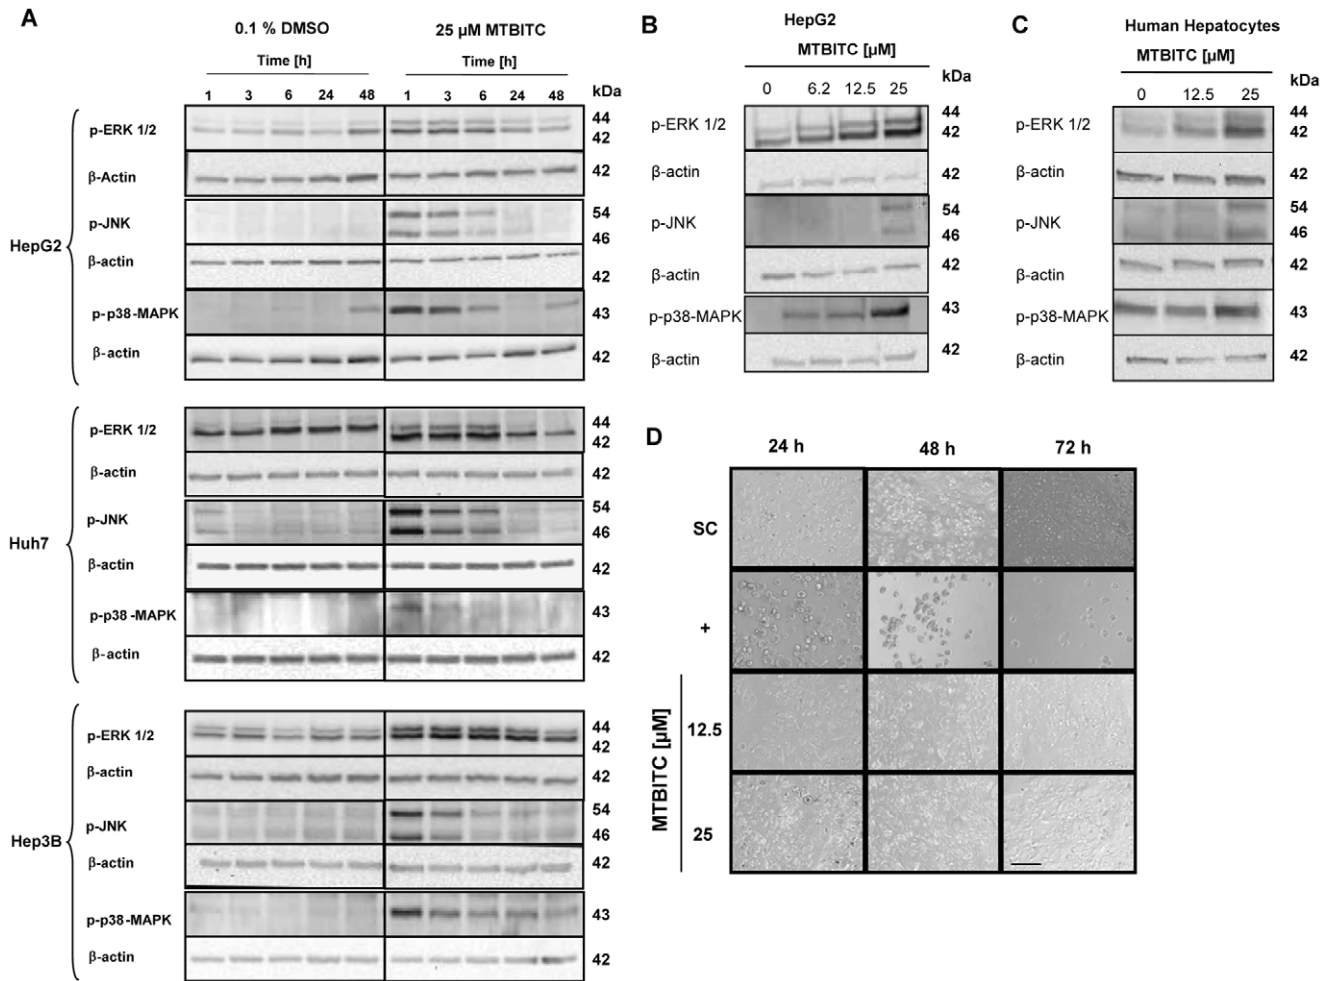 A
0.1 % DMSO 25 µM MTBITC
Time [h] Time [h]
1 3 6 24 48 1 3 6 24 48 kDa
HepG2
p-ERK 1/2 44
42
β-Actin 42
p-JNK 54
46
β-actin 42
p-p38-MAPK 43
β-actin 42
Huh7
p-ERK 1/2 44
42
β-actin 42
p-JNK 54
46
β-actin 42
p-p38-MAPK 43
β-actin 42
Hep3B
p-ERK 1/2 44
42
β-actin 42
p-JNK 54
46
β-actin 42
p-p38-MAPK 43
β-actin 42
B
HepG2
MTBITC [µM]
0 6.2 12.5 25 kDa
p-ERK 1/2 44
42
β-actin 42
p-JNK 54
46
β-actin 42
p-p38-MAPK
β-actin 42
C
Human Hepatocytes
MTBITC [µM]
0 12.5 25 kDa
p-ERK 1/2 44
42
β-actin 42
p-JNK 54
46
β-actin 42
p-p38-MAPK 43
β-actin 42
D
24 h 48 h 72 h
SC
+
MTBITC [µM]
12.5
25